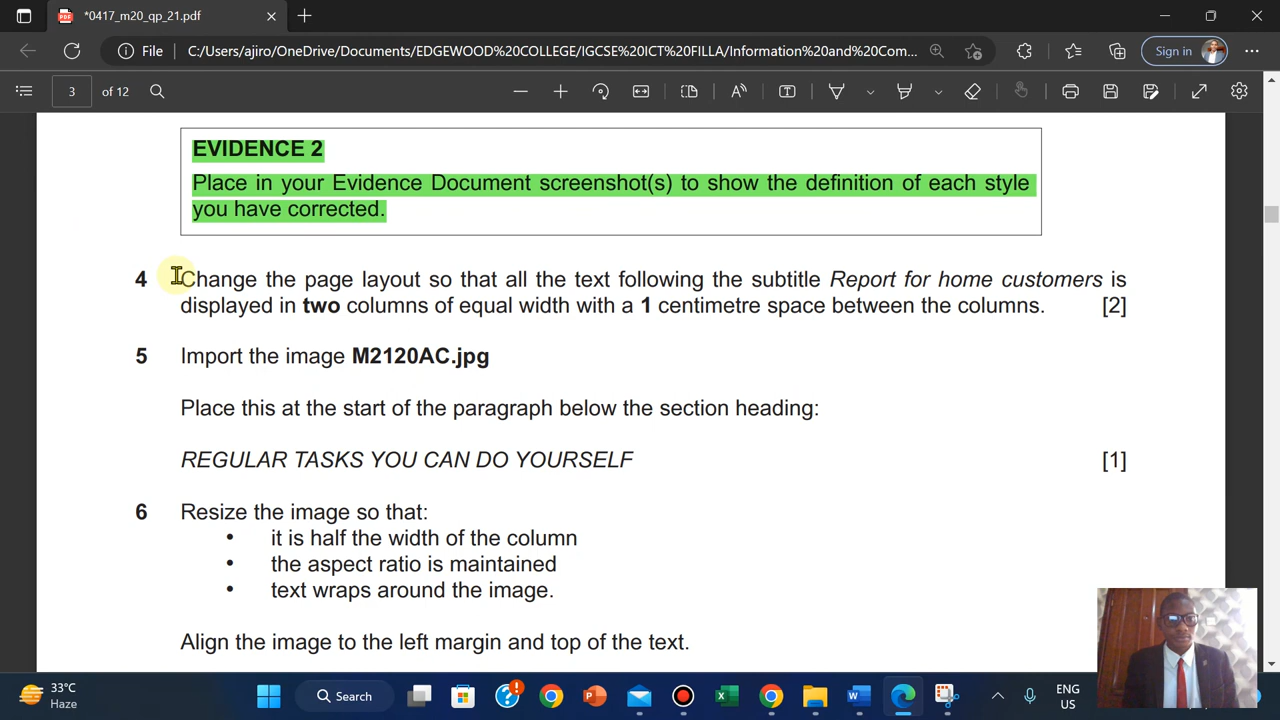 *0417_m20_qp_21.pdf
File
C:/Users/ajiro/OneDrive/Documents/EDGEWOOD%20COLLEGE/IGCSE%20ICT%20FILLA/Information%20and%20Com...
Sign in
3 of 12
EVIDENCE 2
Place in your Evidence Document screenshot(s) to show the definition of each style
you have corrected.
4 Change the page layout so that all the text following the subtitle Report for home customers is
displayed in two columns of equal width with a 1 centimetre space between the columns. [2]
5 Import the image M2120AC.jpg
Place this at the start of the paragraph below the section heading:
REGULAR TASKS YOU CAN DO YOURSELF [1]
6 Resize the image so that:
• it is half the width of the column
• the aspect ratio is maintained
• text wraps around the image.
Align the image to the left margin and top of the text.
33°C
Haze
Search
ENG
US